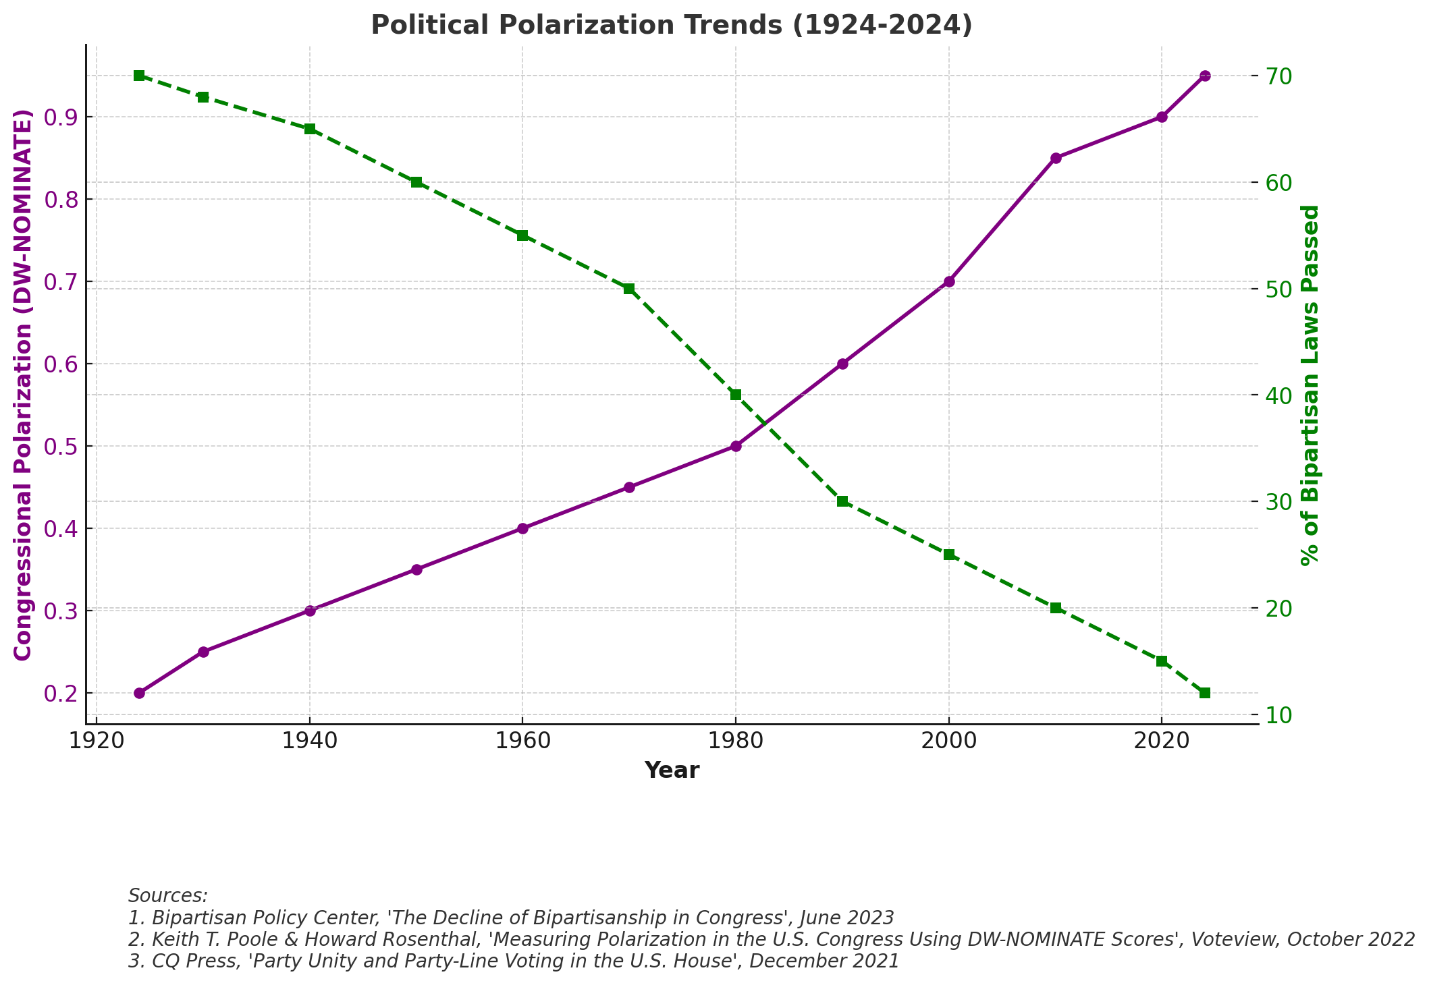 Political Polarization Trends (1924-2024)
Congressional Polarization (DW-NOMINATE)
0.9
0.8
0.7
0.6
0.5
0.4
0.3
0.2
70
60
50
40
30
20
10
% of Bipartisan Laws Passed
1920 1940 1960 1980 2000 2020
Year
Sources:
1. Bipartisan Policy Center, 'The Decline of Bipartisanship in Congress', June 2023
2. Keith T. Poole & Howard Rosenthal, 'Measuring Polarization in the U.S. Congress Using DW-NOMINATE Scores', Voteview, October 2022
3. CQ Press, 'Party Unity and Party-Line Voting in the U.S. House', December 2021